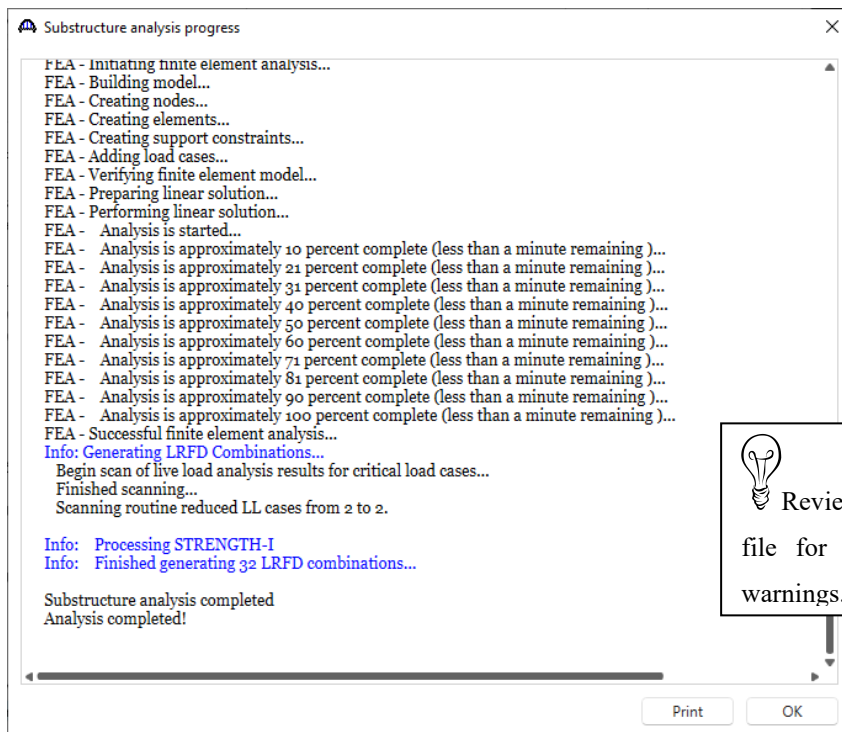 Substructure analysis progress
FEA - Initiating finite element analysis...
FEA - Building model...
FEA - Creating nodes...
FEA - Creating elements...
FEA - Creating support constraints...
FEA - Adding load cases...
FEA - Verifying finite element model...
FEA - Preparing linear solution...
FEA - Performing linear solution...
FEA - Analysis is started...
FEA - Analysis is approximately 10 percent complete (less than a minute remaining )...
FEA - Analysis is approximately 21 percent complete (less than a minute remaining )...
FEA - Analysis is approximately 31 percent complete (less than a minute remaining )...
FEA - Analysis is approximately 40 percent complete (less than a minute remaining )...
FEA - Analysis is approximately 50 percent complete (less than a minute remaining )...
FEA - Analysis is approximately 60 percent complete (less than a minute remaining )...
FEA - Analysis is approximately 71 percent complete (less than a minute remaining )...
FEA - Analysis is approximately 81 percent complete (less than a minute remaining )...
FEA - Analysis is approximately 90 percent complete (less than a minute remaining )...
FEA - Analysis is approximately 100 percent complete (less than a minute remaining )...
FEA - Successful finite element analysis...
Info: Generating LRFD Combinations...
Begin scan of live load analysis results for critical load cases...
Finished scanning...
Scanning routine reduced LL cases from 2 to 2.
Info: Processing STRENGTH-I
Info: Finished generating 32 LRFD combinations...
Substructure analysis completed
Analysis completed!
file for
warnings.
Print
OK